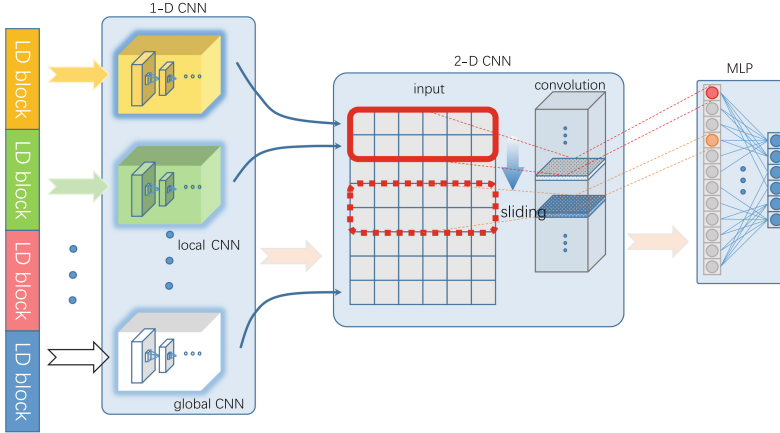 1-D CNN
LD block
LD block
LD block
LD block
local CNN
global CNN
2-D CNN
input
convolution
sliding
MLP